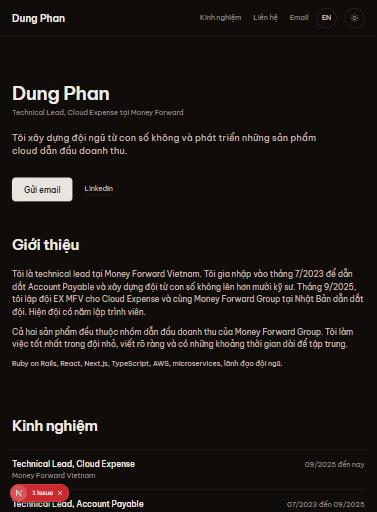 Dung Phan
Kinh nghiệm Liên hệ Email EN
Dung Phan
Technical Lead, Cloud Expense tại Money Forward
Tôi xây dựng đội ngũ từ con số không và phát triển những sản phẩm
cloud dẫn đầu doanh thu.
Gửi email LinkedIn
Giới thiệu
Tôi là technical lead tại Money Forward Vietnam. Tôi gia nhập vào tháng 7/2023 để dẫn
dắt Account Payable và xây dựng đội từ con số không lên hơn mười kỹ sư. Tháng 9/2025,
tôi lập đội EX MFV cho Cloud Expense và cùng Money Forward Group tại Nhật Bản dẫn dắt
đội. Hiện đội có năm lập trình viên.
Cả hai sản phẩm đều thuộc nhóm dẫn đầu doanh thu của Money Forward Group. Tôi làm
việc tốt nhất trong đội nhỏ, viết rõ ràng và có những khoảng thời gian dài để tập trung.
Ruby on Rails, React, Next.js, TypeScript, AWS, microservices, lãnh đạo đội ngũ.
Kinh nghiệm
Technical Lead, Cloud Expense 09/2025 đến nay
Money Forward Vietnam
N 1 Issue ×
Technical Lead, Account Payable 07/2023 đến 09/2025